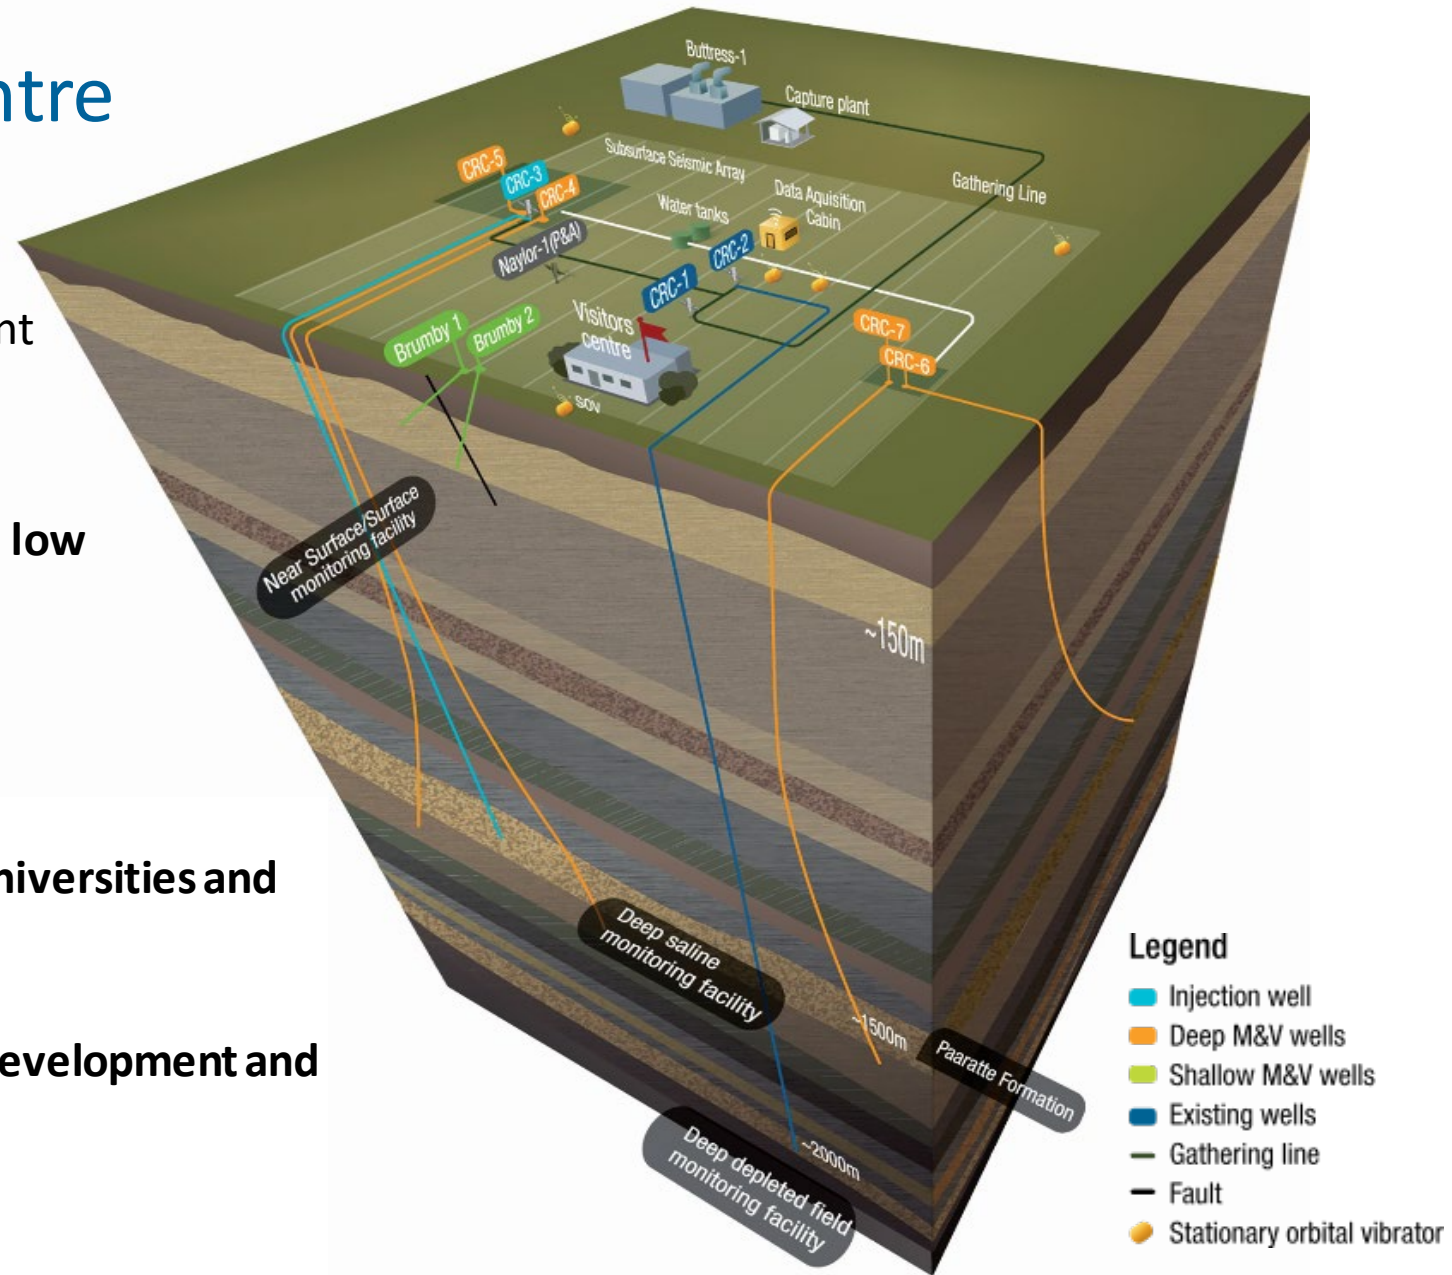 ntre
nt
low
niversities and
evelopment and
Buttress-1
Capture plant
Subsurface Seismic Array
Gathering Line
CRC-5
CRC-3
CRC-4
Water tanks
Data Aquisition
Cabin
Naylor-1(P&A)
CRC-2
CRC-1
Visitors
centre
Brumby 1
Brumby 2
CRC-7
CRC-6
SOV
Near Surface/Surface
monitoring facility
~150m
Deep saline
monitoring facility
~1500m
Paaratte Formation
Deep depleted field
monitoring facility
~2000m
Legend
Injection well
Deep M&V wells
Shallow M&V wells
Existing wells
Gathering line
Fault
Stationary orbital vibrator